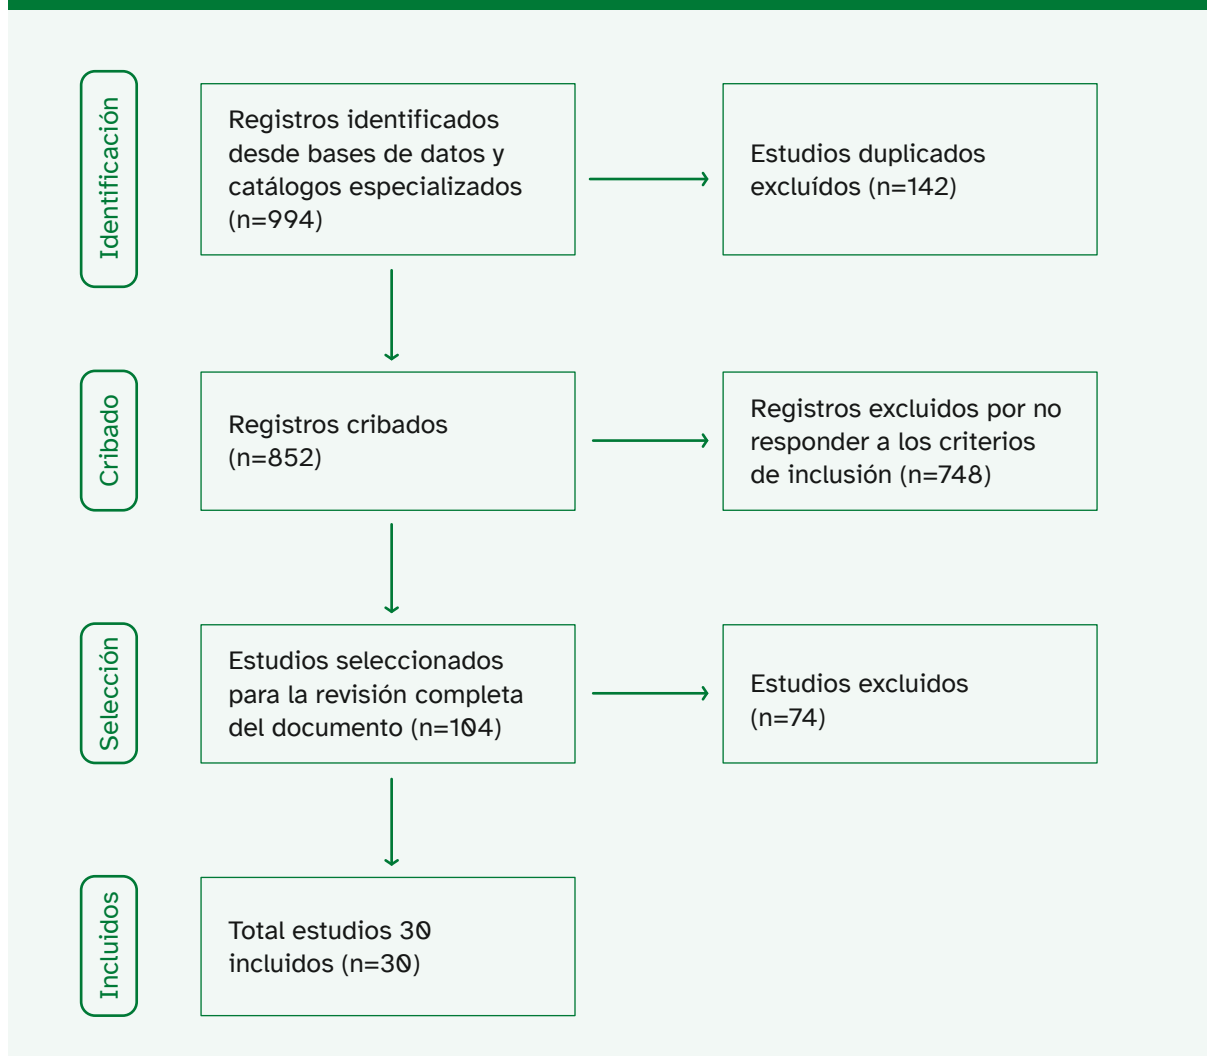 Identificación
Registros identificados
desde bases de datos y
catálogos especializados
(n=994)
Estudios duplicados
excluídos (n=142)
Cribado
Registros cribados
(n=852)
Registros excluidos por no
responder a los criterios
de inclusión (n=748)
Selección
Estudios seleccionados
para la revisión completa
del documento (n=104)
Estudios excluidos
(n=74)
Incluidos
Total estudios 30
incluidos (n=30)